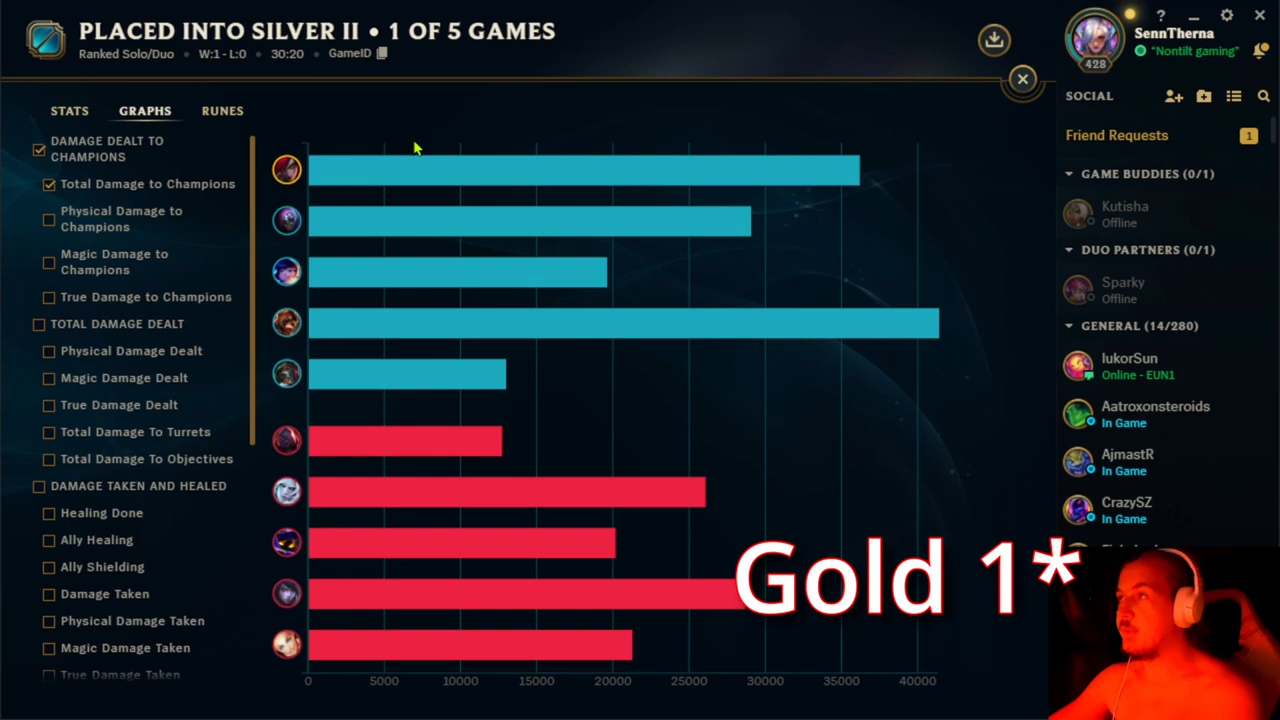 PLACED INTO SILVER II • 1 OF 5 GAMES
Ranked Solo/Duo • W:1 - L:0 • 30:20 • GameID
STATS GRAPHS RUNES
DAMAGE DEALT TO
CHAMPIONS
Total Damage to Champions
Physical Damage to
Champions
Magic Damage to
Champions
True Damage to Champions
TOTAL DAMAGE DEALT
Physical Damage Dealt
Magic Damage Dealt
True Damage Dealt
Total Damage To Turrets
Total Damage To Objectives
DAMAGE TAKEN AND HEALED
Healing Done
Ally Healing
Ally Shielding
Damage Taken
Physical Damage Taken
Magic Damage Taken
True Damage Taken
0 5000 10000 15000 20000 25000 30000 35000 40000
Gold 1*
428
SennTherna
"Nontilt gaming"
SOCIAL
Friend Requests 1
GAME BUDDIES (0/1)
Kutisha
Offline
DUO PARTNERS (0/1)
Sparky
Offline
GENERAL (14/280)
IukorSun
Online - EUN1
Aatroxonsteroids
In Game
AjmastR
In Game
CrazySZ
In Game